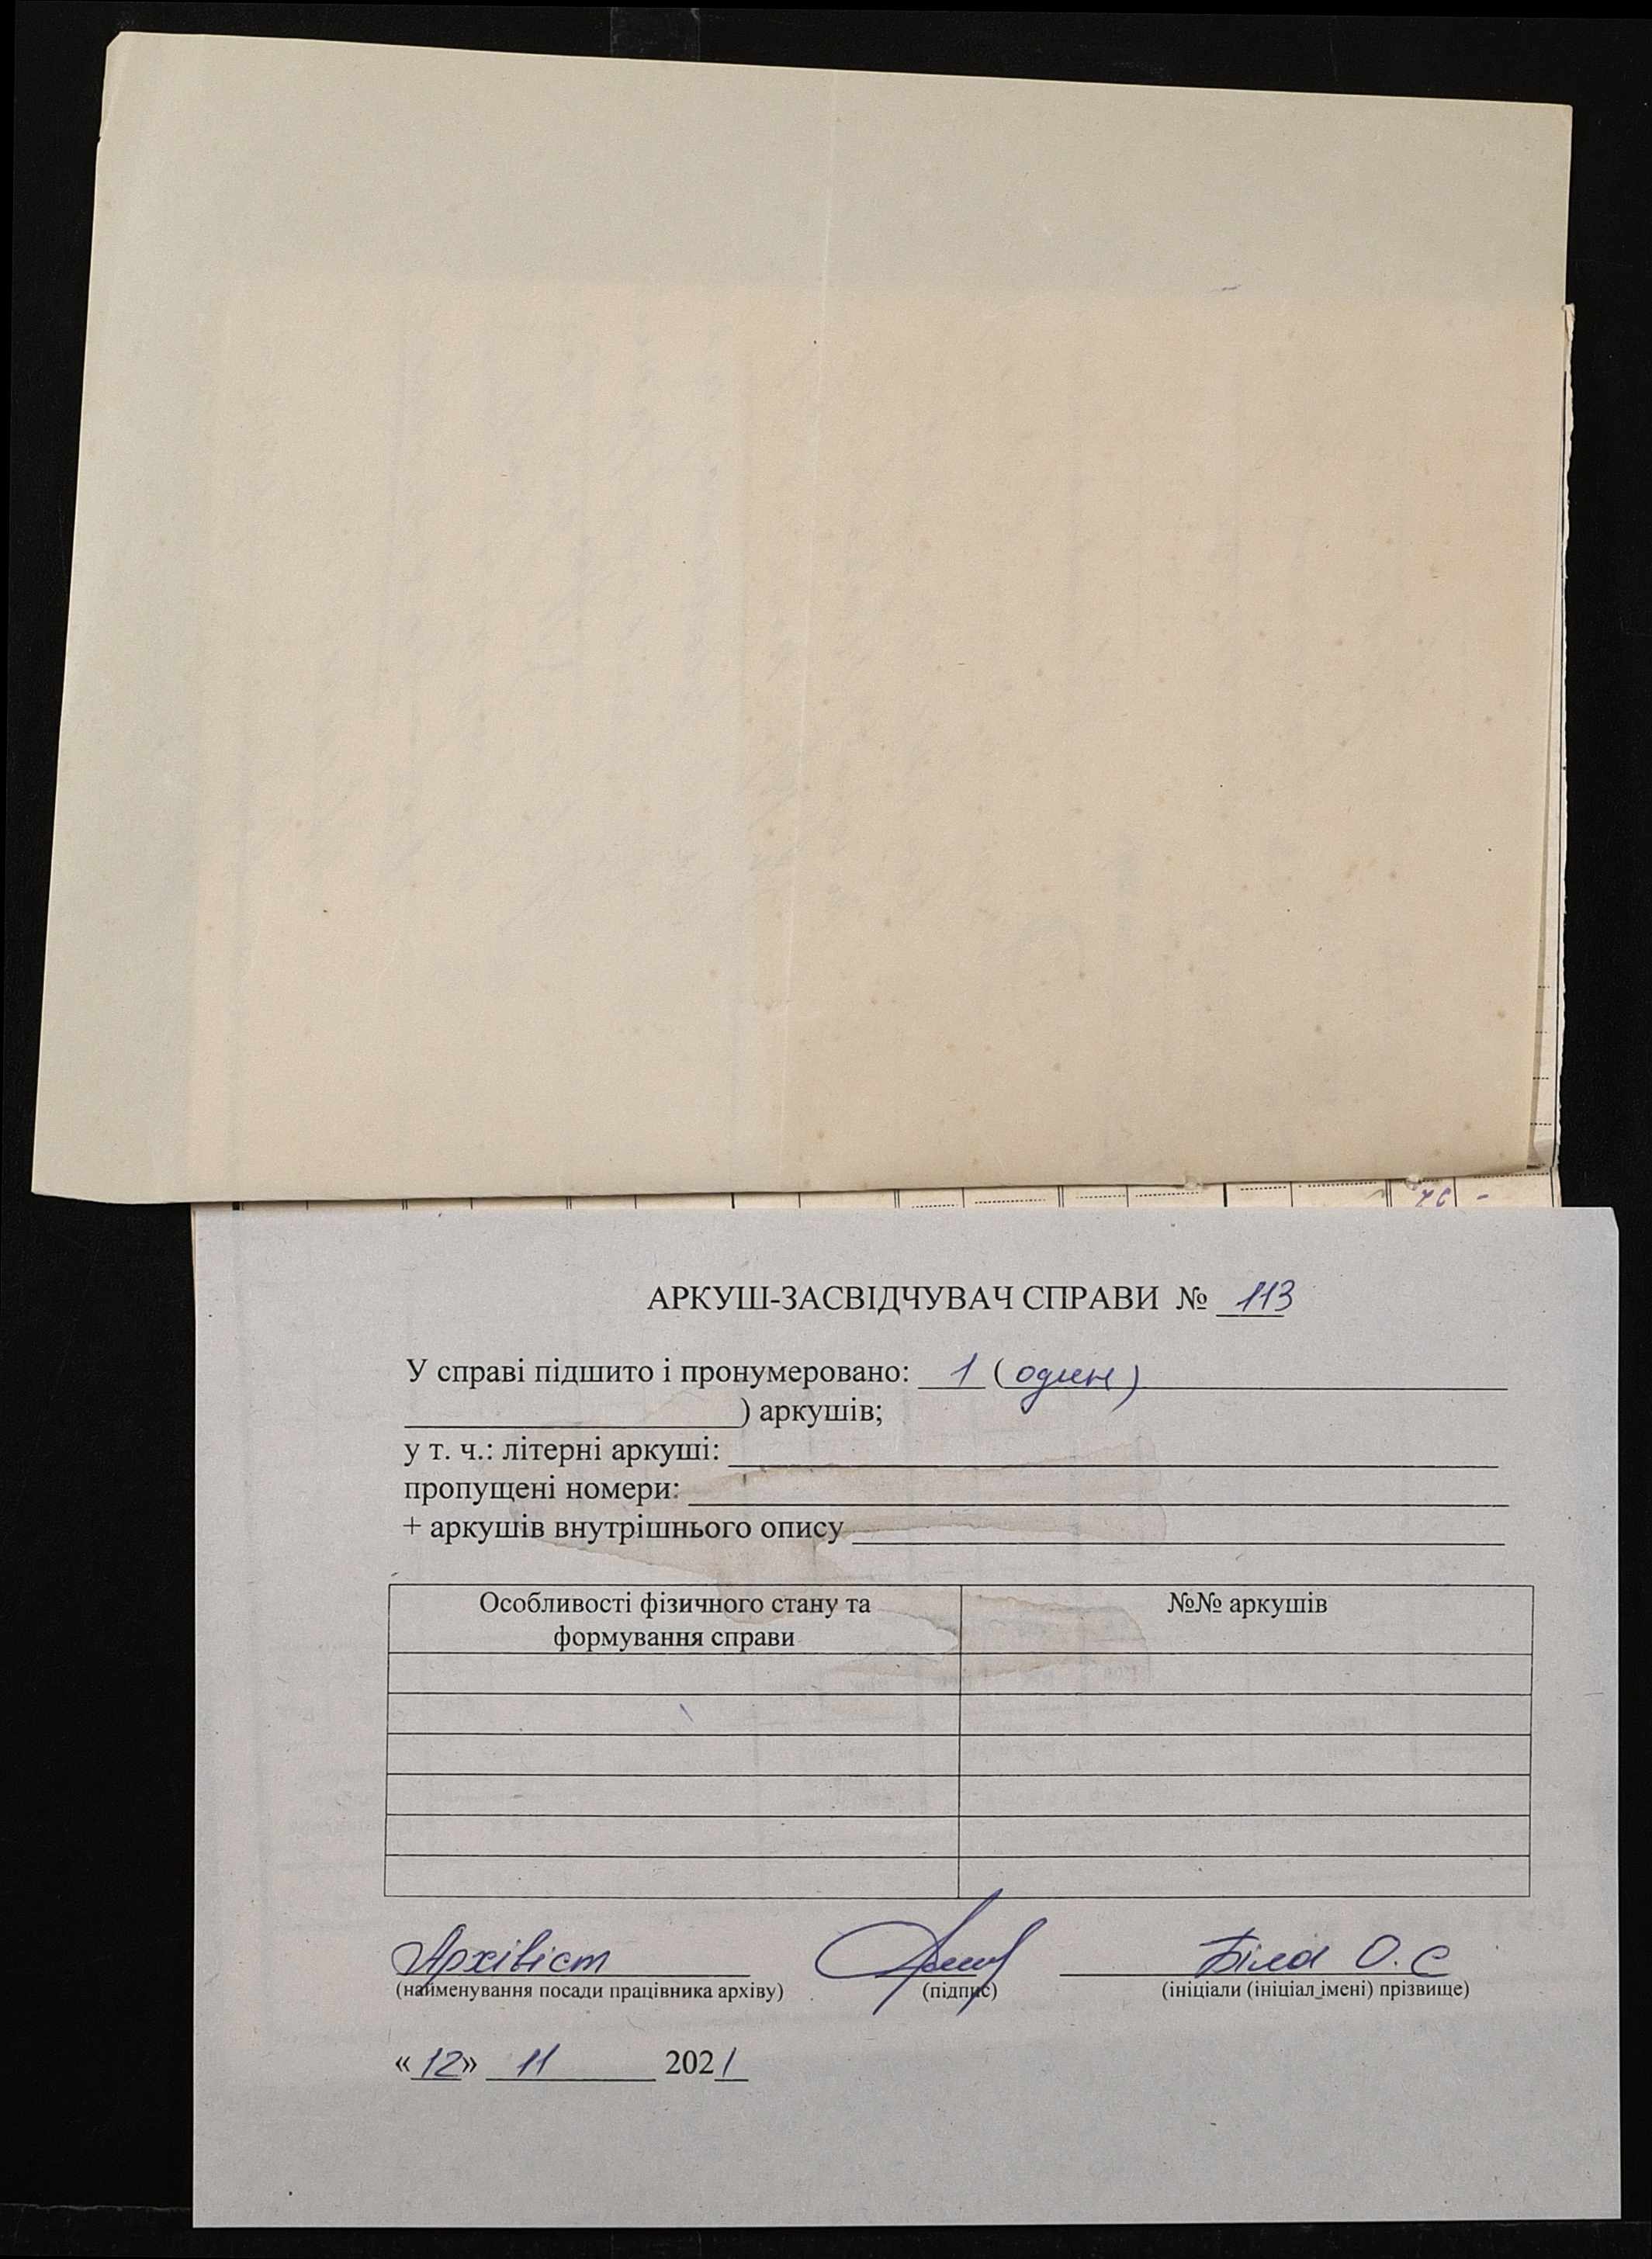 АРКУШ-ЗАСВІДЧУВАЧ СПРАВИ № 113
У справі підшито і пронумеровано: 1 (один)
) аркушів;
у т. ч.: літерні аркуші:
пропущені номери:
+ аркушів внутрішнього опису
Особливості фізичного стану та формування справи
№№ аркушів
Архівіст
Біла О. С
(найменування посади працівника архіву) (підпис) (ініціали (ініціал імені) прізвище)
«12» 11 2021